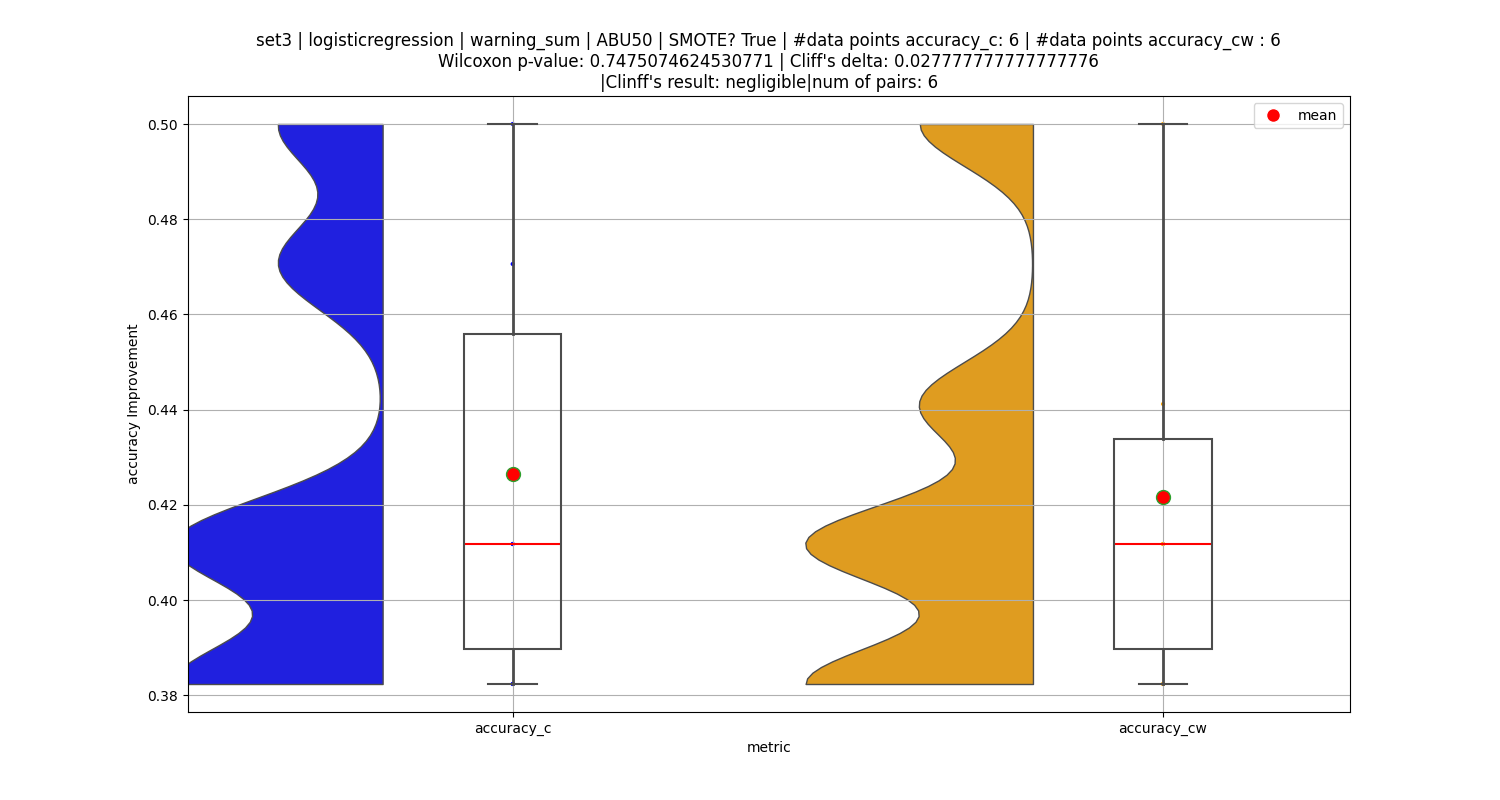 set3 | logisticregression | warning_sum | ABU50 | SMOTE? True | #data points accuracy_c: 6 | #data points accuracy_cw : 6
Wilcoxon p-value: 0.7475074624530771 | Cliff's delta: 0.027777777777777776
|Clinff's result: negligible|num of pairs: 6
mean
0.50
0.48
0.46
0.44
0.42
0.40
0.38
accuracy Improvement
accuracy_c
accuracy_cw
metric